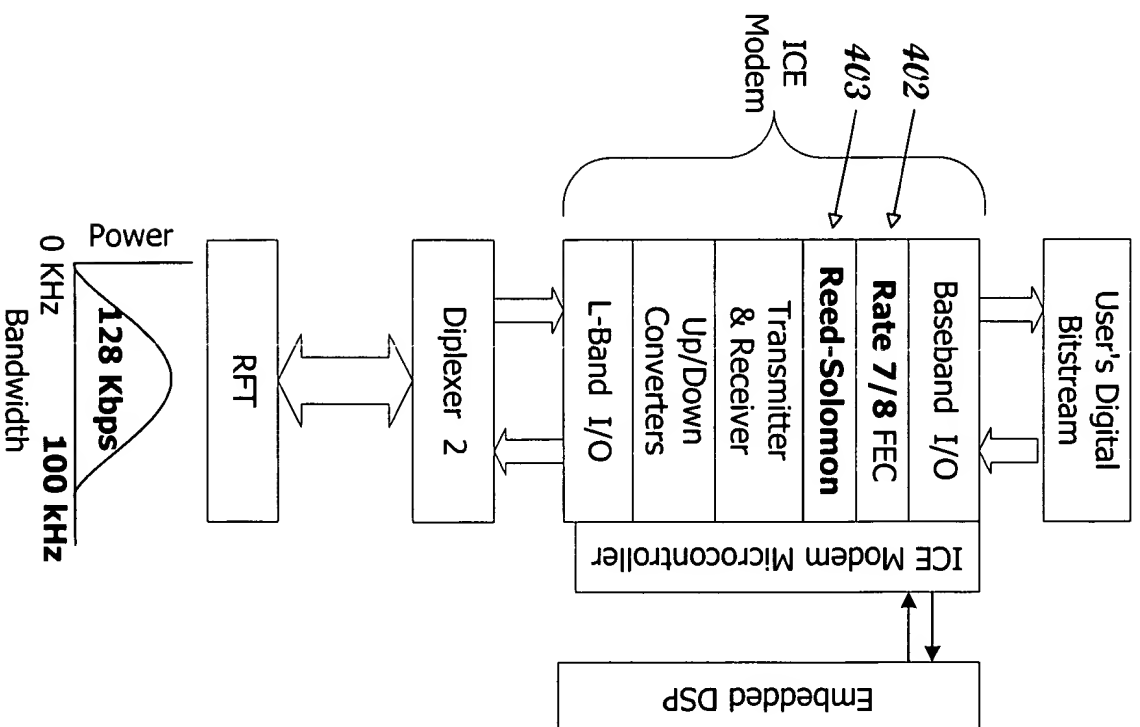 User's Digital
Bitstream
402
403
ICE
Modem
Baseband I/O
Rate 7/8 FEC
Reed-Solomon
Transmitter
& Receiver
Up/Down
Converters
L-Band I/O
ICE Modem Microcontroller
Embedded DSP
Diplexer 2
RFT
Power
128 Kbps
0 KHz
100 kHz
Bandwidth